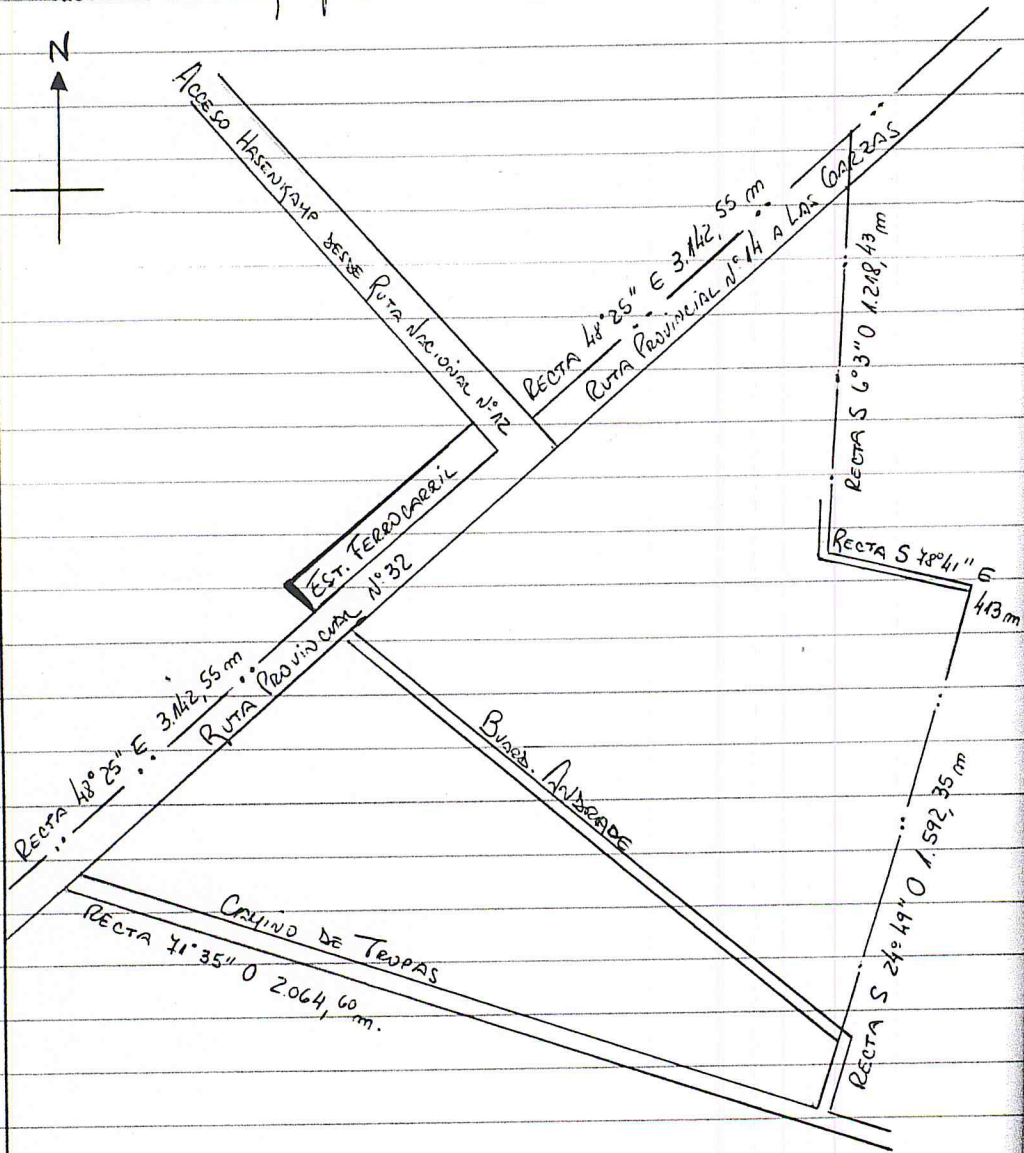 N
ACCESO HASENKAMP DESDE RUTA NACIONAL N° 12
RECTA 48° 25" E 3.142,55 m
RUTA PROVINCIAL N° 14 A LAS GARZAS
RECTA S 6° 3" O 1.218,43 m
EST. FERROCARRIL
RECTA S 78° 41" E
413 m
RECTA 48° 25" E 3.142,55 m
RUTA PROVINCIAL N° 32
BVARD. ANDRADE
RECTA S 24° 49" O 1.592,35 m
CAMINO DE TROPAS
RECTA 71° 35" O 2.064,60 m.